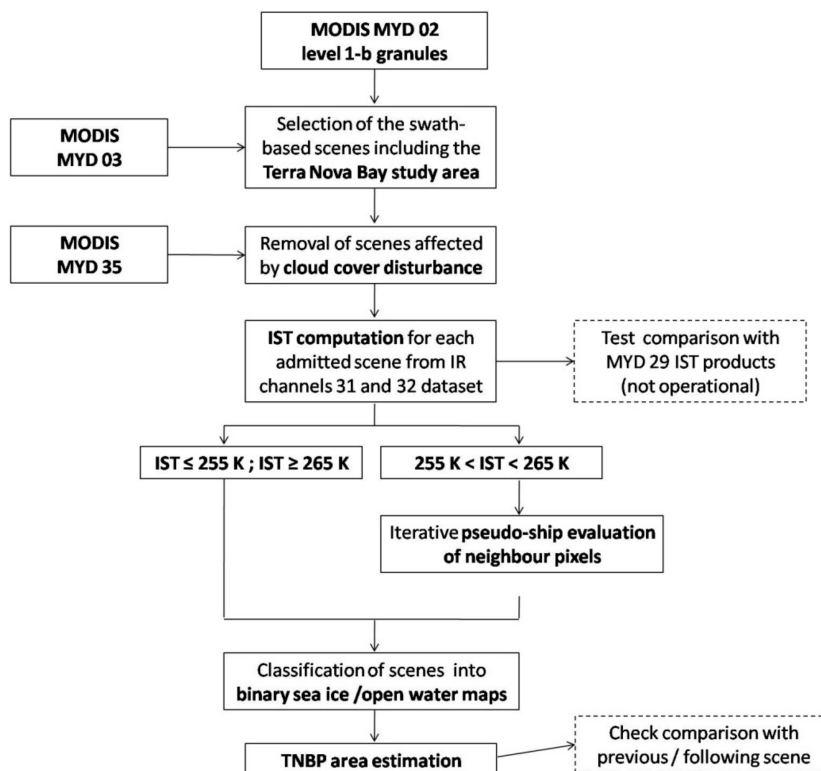 MODIS MYD 02
level 1-b granules
MODIS
MYD 03
Selection of the swath-
based scenes including the
Terra Nova Bay study area
MODIS
MYD 35
Removal of scenes affected
by cloud cover disturbance
IST computation for each
admitted scene from IR
channels 31 and 32 dataset
Test comparison with
MYD 29 IST products
(not operational)
IST ≤ 255 K ; IST ≥ 265 K
255 K < IST < 265 K
Iterative pseudo-ship evaluation
of neighbour pixels
Classification of scenes into
binary sea ice /open water maps
TNBP area estimation
Check comparison with
previous / following scene